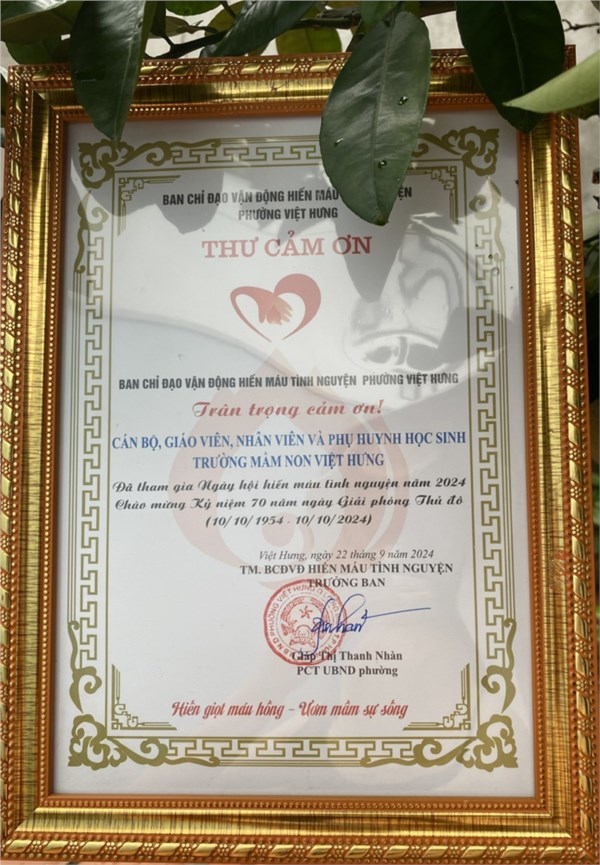 BAN CHỈ ĐẠO VẬN ĐỘNG HIẾN MÁU NGUYỆN
PHƯỜNG VIỆT HƯNG
THƯ CẢM ƠN
BAN CHỈ ĐẠO VẬN ĐỘNG HIẾN MÁU TÌNH NGUYỆN PHƯỜNG VIỆT HƯNG
Trân trọng cảm ơn!
CÁN BỘ, GIÁO VIÊN, NHÂN VIÊN VÀ PHỤ HUYNH HỌC SINH
TRƯỜNG MẦM NON VIỆT HƯNG
Đã tham gia Ngày hội hiến máu tình nguyện năm 2024
Chào mừng Kỷ niệm 70 năm ngày Giải phóng Thủ đô
(10/10/1954 - 10/10/2024)
Việt Hưng, ngày 22 tháng 9 năm 2024
TM. BCĐVĐ HIẾN MÁU TÌNH NGUYỆN
TRƯỞNG BAN
Giáp Thị Thanh Nhàn
PCT UBND phường
Hiến giọt máu hồng - Ươm mầm sự sống